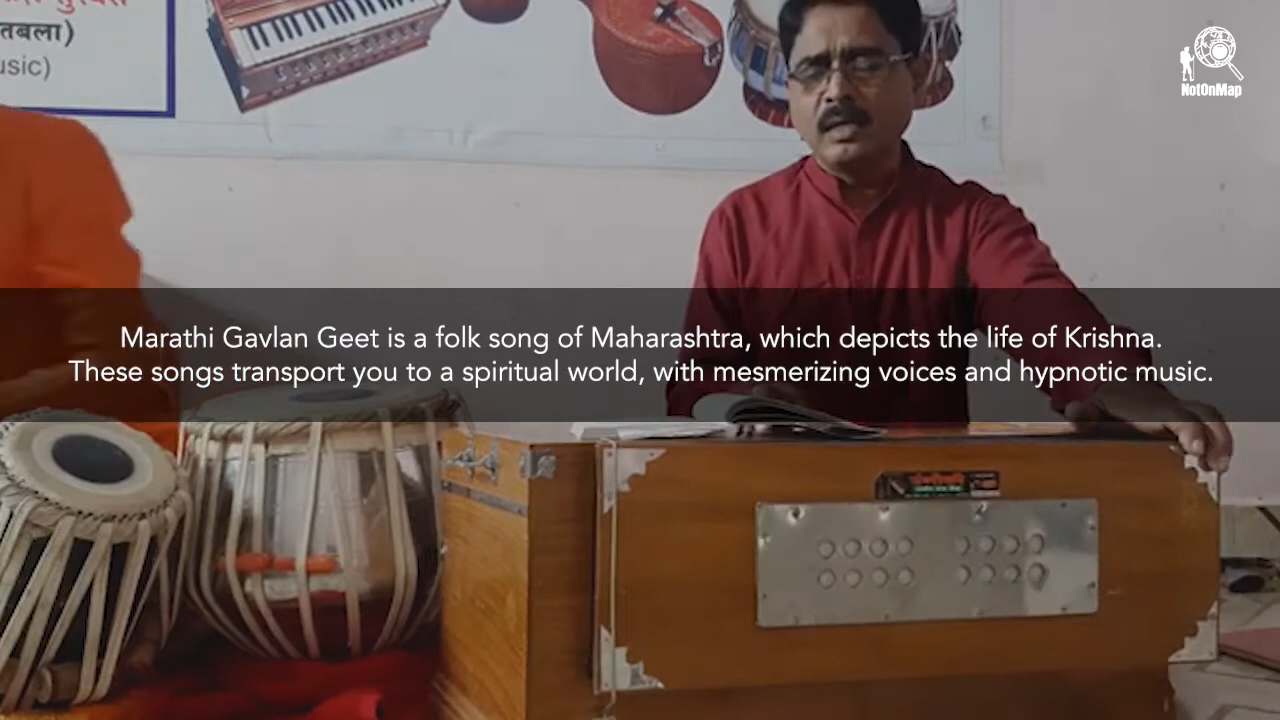 तबला)
usic)
NotOnMap
Marathi Gavlan Geet is a folk song of Maharashtra, which depicts the life of Krishna.
These songs transport you to a spiritual world, with mesmerizing voices and hypnotic music.